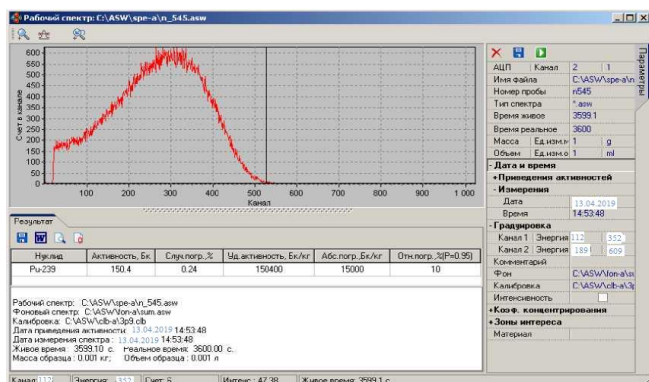 Рабочий спектр: C:\ASW\spe-a\n_545.asw
600
550
500
450
400
350
300
250
200
150
100
50
0
Счет в канале
100 200 300 400 500 600 700 800 900 1 000
Канал
Результат
Нуклид Активность, Бк Случ.погр.,% Уд.активность, Бк/кг Абс.погр.,Бк/кг Отн.погр.,%(P=0.95)
Pu-239 150.4 0.24 150400 15000 10
Рабочий спектр: C:\ASW\spe-a\n_545.asw
Фоновый спектр: C:\ASW\fon-a\sum.asw
Калибровка: C:\ASW\clb-a\3p9.clb
Дата приведения активности: 13.04.2019 14:53:48
Дата измерения спектра : 13.04.2019 14:53:48
Живое время: 3599.10 с. Реальное время: 3600.00 с.
Масса образца : 0.001 кг; Объем образца : 0.001 л
Канал: 112 Энергия: 352 Счет: 6 Интенс.: 47.38 Живое время: 3599.1 с
Параметры
АЦП Канал 2 1
Имя файла C:\ASW\spe-a\n
Номер пробы n545
Тип спектра *.asw
Время живое 3599.1
Время реальное 3600
Масса Ед.изм.м 1 g
Объем Ед.изм.о 1 ml
- Дата и время
+Приведения активностей
- Измерения
Дата 13.04.2019
Время 14:53:48
- Градуировка
Канал 1 Энергия 112 352
Канал 2 Энергия 189 609
Комментарий
Фон C:\ASW\fon-a\su
Калибровка C:\ASW\clb-a\3p
Интенсивность
+Коэф. концентрирования
+Зоны интереса
Материал